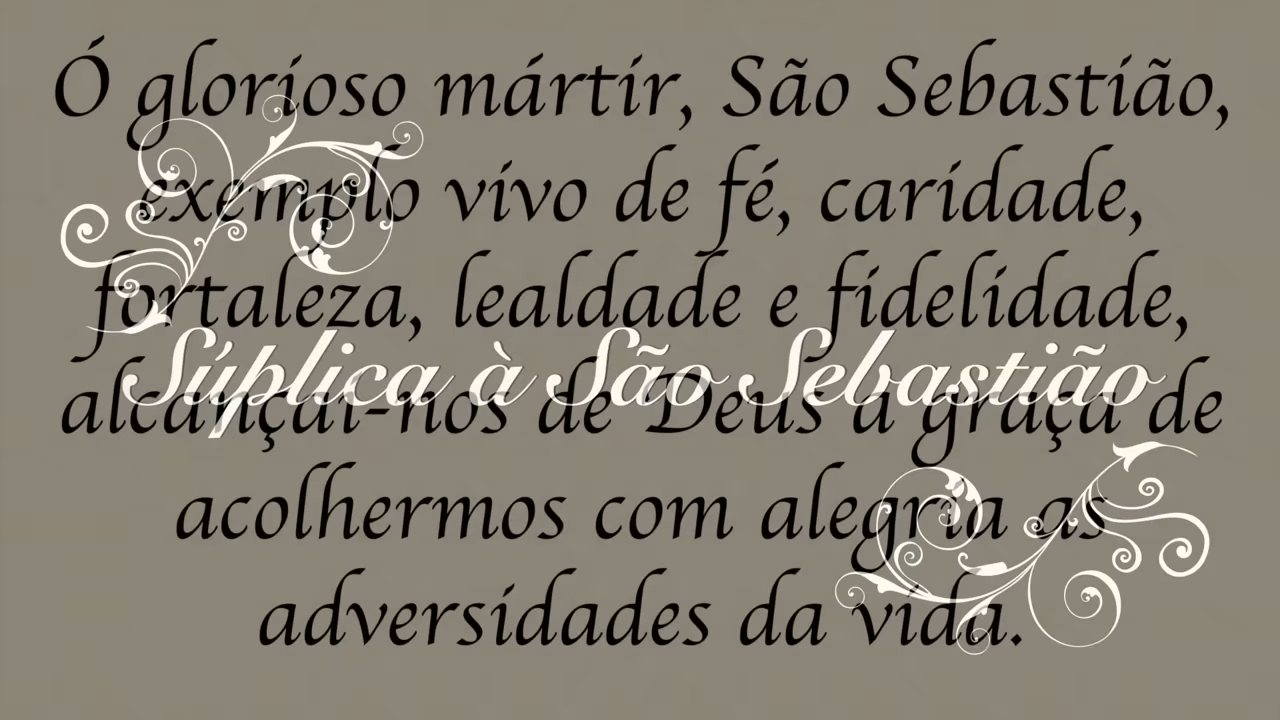 Ó glorioso mártir, São Sebastião,
exemplo vivo de fé, caridade,
fortaleza, lealdade e fidelidade,
Súplica à São Sebastião
alcançai-nos de Deus a graça de
acolhermos com alegria as
adversidades da vida.